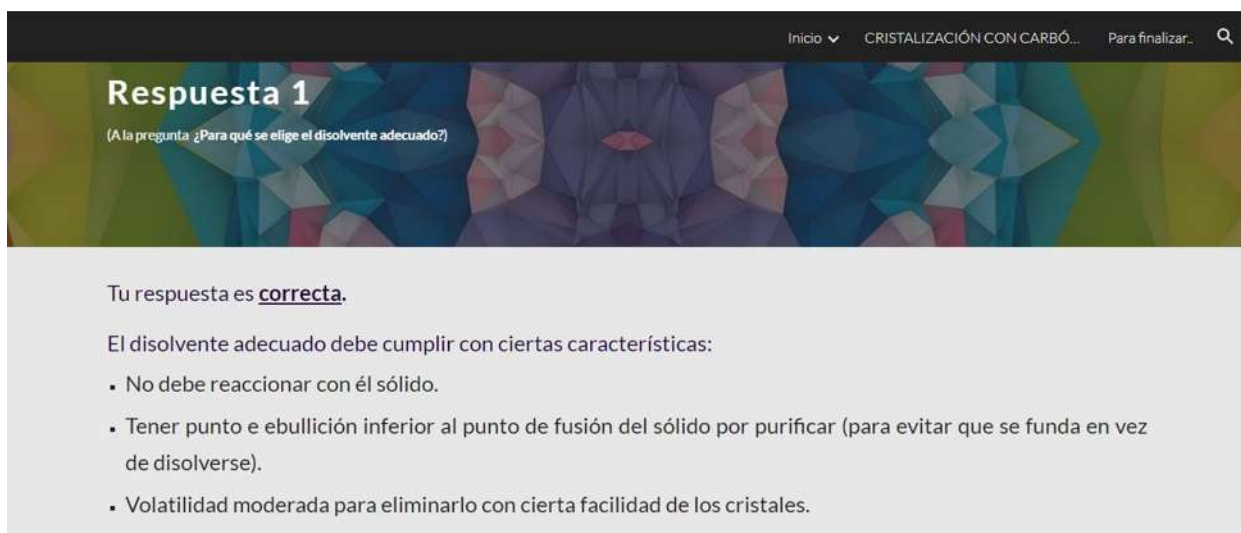 Inicio CRISTALIZACIÓN CON CARBÓ... Para finalizar..
Respuesta 1
(A la pregunta ¿Para qué se elige el disolvente adecuado?)
Tu respuesta es correcta.
El disolvente adecuado debe cumplir con ciertas características:
▪ No debe reaccionar con él sólido.
▪ Tener punto e ebullición inferior al punto de fusión del sólido por purificar (para evitar que se funda en vez
de disolverse).
▪ Volatilidad moderada para eliminarlo con cierta facilidad de los cristales.